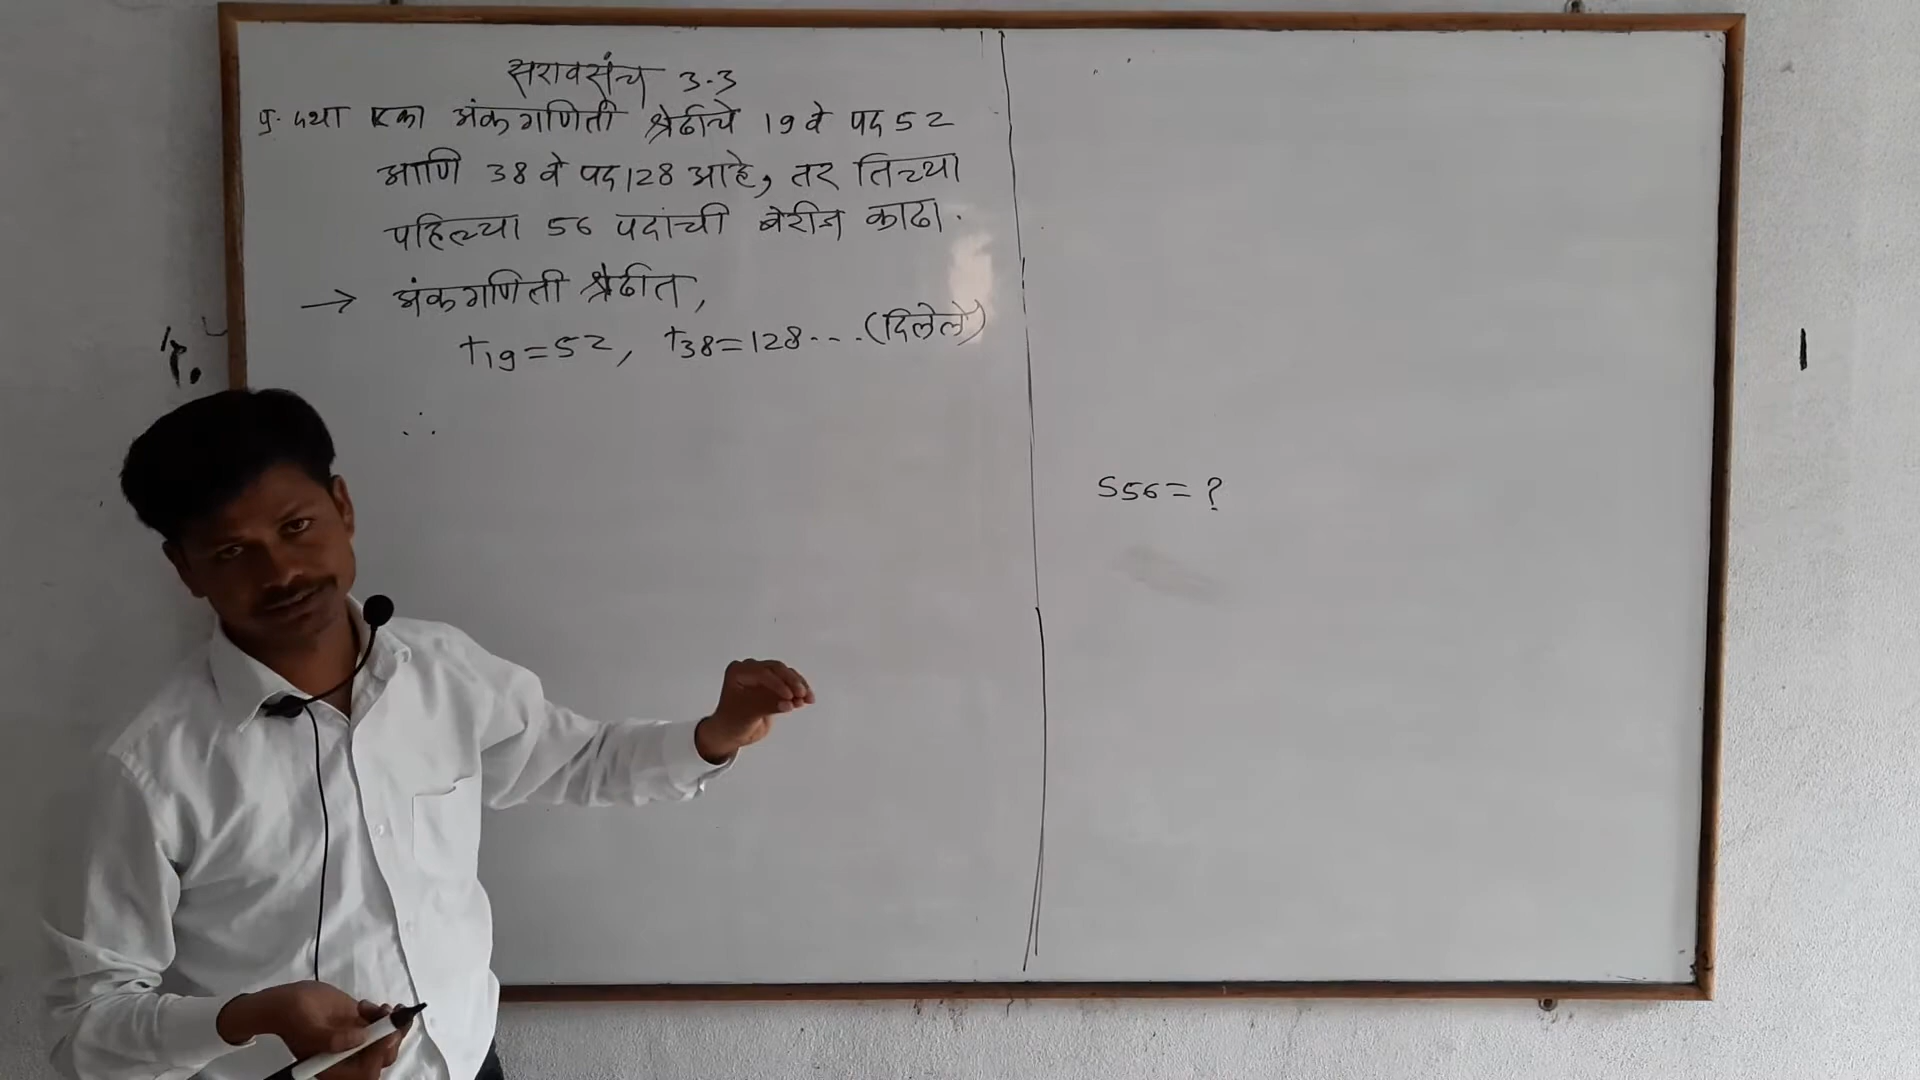 सरावसंच 3.3
एका अंकगणिती श्रेढीचे 19 वे पद 52
आणि 38 वे पद 128 आहे, तर तिच्या
पहिल्या 56 पदांची बेरीज काढा.
→ अंकगणिती श्रेढीत,
t19=52, t38=128... (दिलेले)
∴
S56= ?